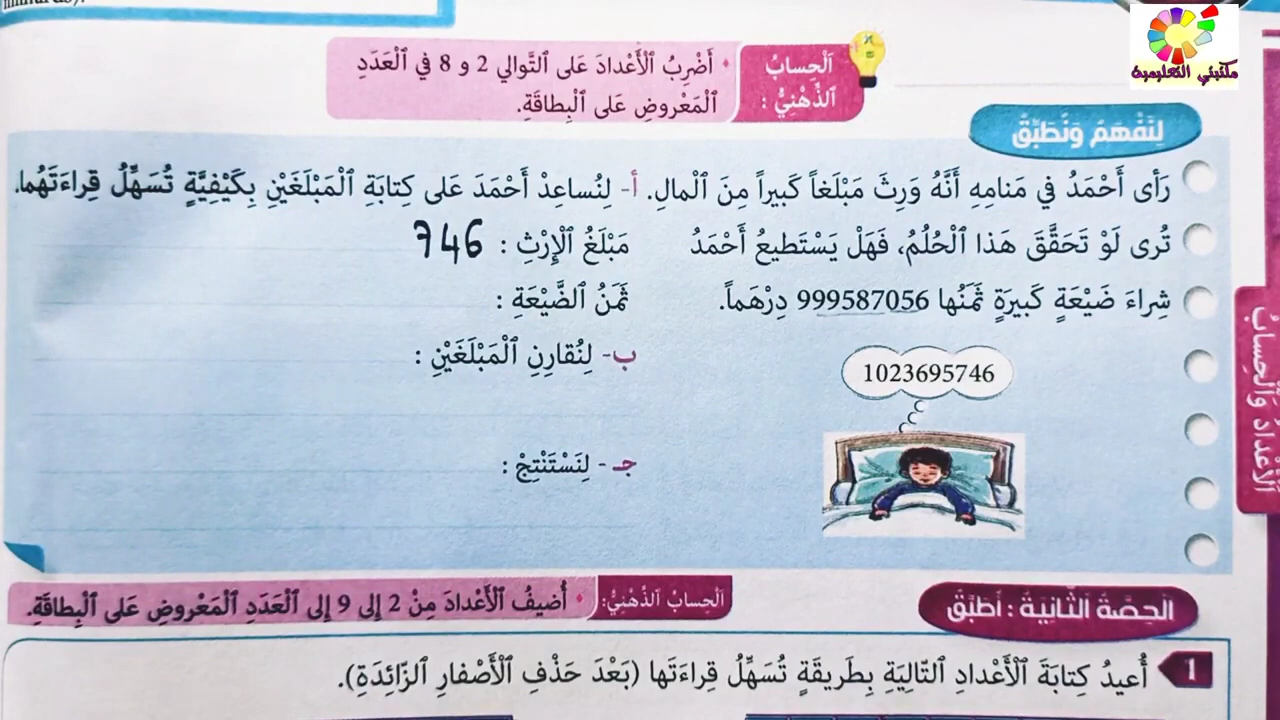 مكتبتي التعليمية
اَلْحِسابُ الذِّهْنِيُّ :
• أَضْرِبُ الْأَعْدادَ عَلى التَّوالي 2 و 8 في الْعَدَدِ
الْمَعْروضِ عَلى الْبِطاقَةِ.
لِنَفْهَمْ وَنُطَبِّقْ
رَأى أَحْمَدُ في مَنامِهِ أَنَّهُ وَرِثَ مَبْلَغاً كَبيراً مِنَ الْمالِ.
تُرى لَوْ تَحَقَّقَ هَذا الْحُلُمُ، فَهَلْ يَسْتَطيعُ أَحْمَدُ
شِراءَ ضَيْعَةٍ كَبيرَةٍ ثَمَنُها 999587056 دِرْهَماً.
1023695746
أ- لِنُساعِدْ أَحْمَدَ عَلى كِتابَةِ الْمَبْلَغَيْنِ بِكَيْفِيَّةٍ تُسَهِّلُ قِراءَتَهُما.
مَبْلَغُ الْإِرْثِ : 746
ثَمَنُ الضَّيْعَةِ :
ب- لِنُقارِنِ الْمَبْلَغَيْنِ :
جـ - لِنَسْتَنْتِجْ :
الْأَعْدادَ وَالْحِسابُ
الْحِصَّةُ الثَّانِيَةُ : أُطَبِّقُ
اَلْحِسابُ الذِّهْنِيُّ:
• أُضيفُ الْأَعْدادَ مِنْ 2 إِلى 9 إِلى الْعَدَدِ الْمَعْروضِ عَلى الْبِطاقَةِ.
1 أُعيدُ كِتابَةَ الْأَعْدادِ التّالِيَةِ بِطَريقَةٍ تُسَهِّلُ قِراءَتَها (بَعْدَ حَذْفِ الْأَصْفارِ الزّائِدَةِ).